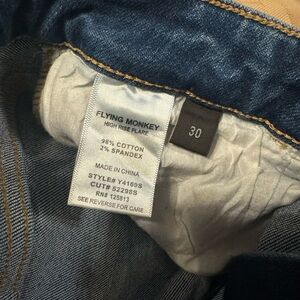 FLYING MONKEY
HIGH RISE FLARE
98% COTTON
2% SPANDEX
MADE IN CHINA
STYLE# Y4169S
CUT# 52298S
RN# 125813
SEE REVERSE FOR CARE
30